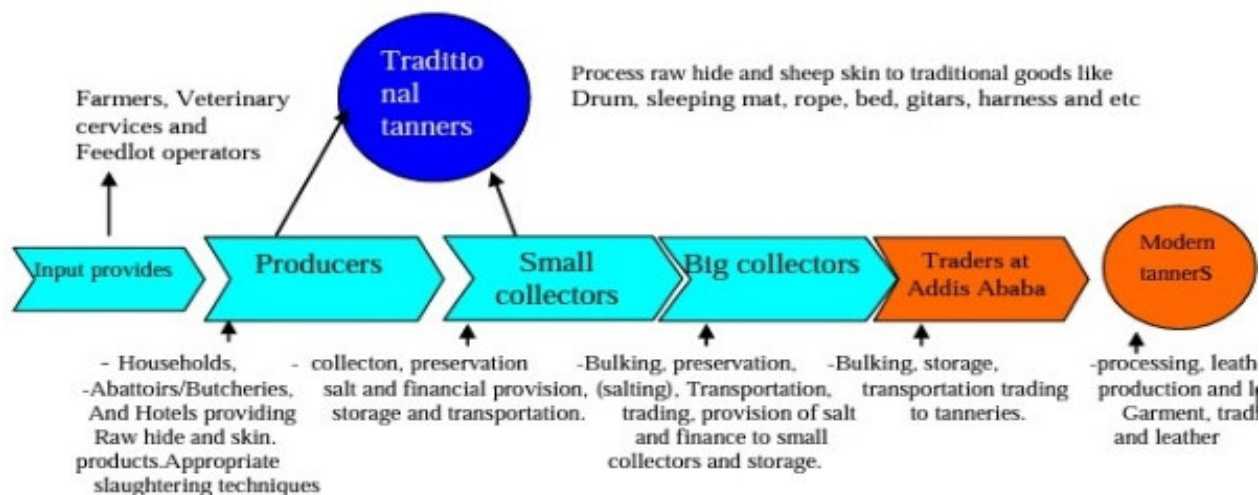 Traditio
nal
tanners
Process raw hide and sheep skin to traditional goods like
Drum, sleeping mat, rope, bed, gitars, harness and etc
Farmers, Veterinary
cervices and
Feedlot operators
Input provides
Producers
Small
collectors
Big collectors
Traders at
Addis Ababa
Modern
tannerS
- Households,
-Abattoirs/Butcheries,
And Hotels providing
Raw hide and skin.
products.Appropriate
slaughtering techniques
- collecton, preservation
salt and financial provision,
storage and transportation.
-Bulking, preservation,
(salting), Transportation,
trading, provision of salt
and finance to small
collectors and storage.
-Bulking, storage,
transportation trading
to tanneries.
-processing,
production and
Garment,
and leather